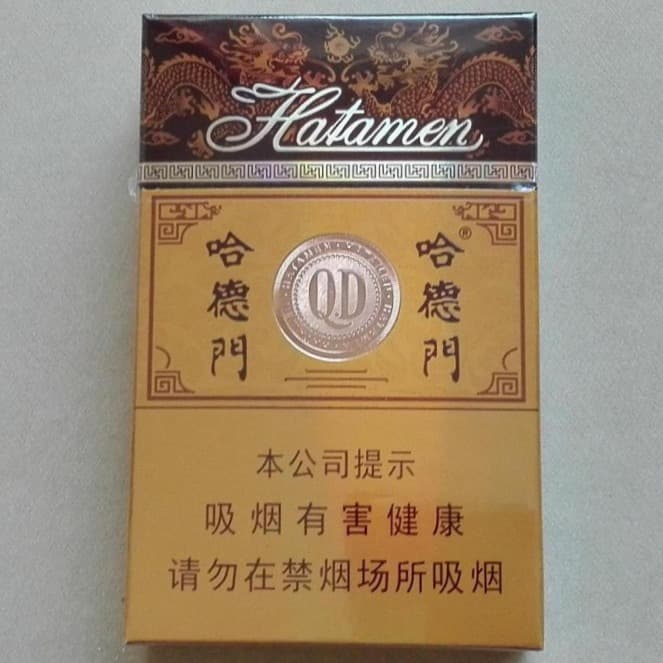 Hatamen
哈德門
QD
哈德門®
本公司提示
吸烟有害健康
请勿在禁烟场所吸烟